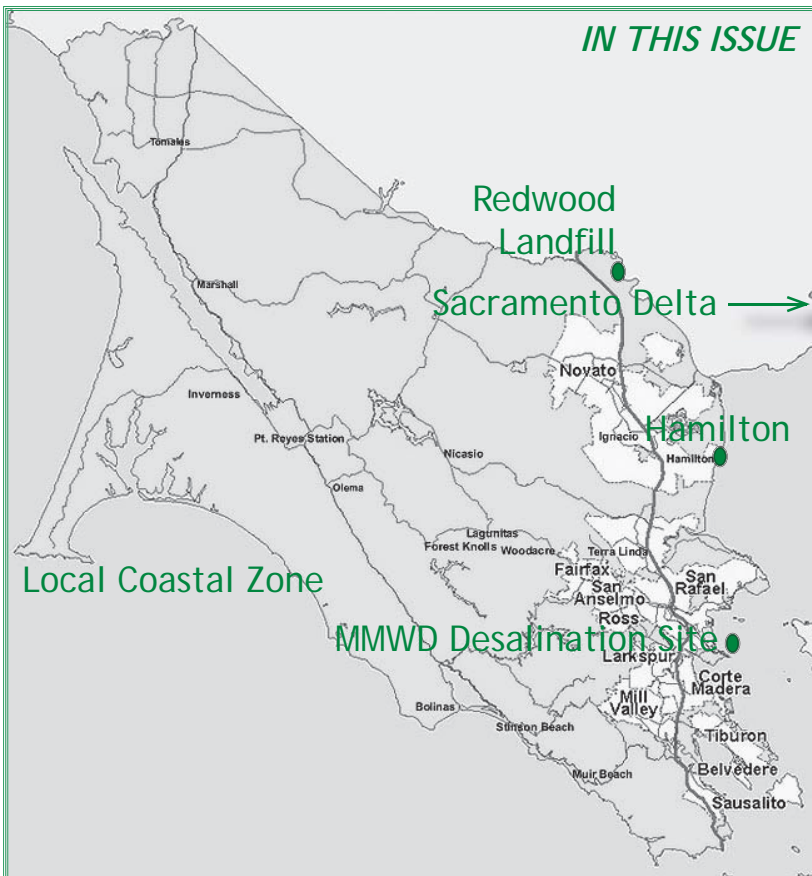 IN THIS ISSUE
Tomales
Redwood
Landfill
Marshall
Sacramento Delta
Novato
Inverness
Ignacio
Hamilton
Pt. Reyes Station
Nicasio
Hamilton
Olema
Lagunitas
Forest Knolls
Woodacre
Terra Linda
Fairfax
Local Coastal Zone
San
Anselmo
San
Rafael
Ross
MMWD Desalination Site
Larkspur
Corte
Madera
Mill
Valley
Bolinas
Stinson Beach
Tiburon
Muir Beach
Belvedere
Sausalito